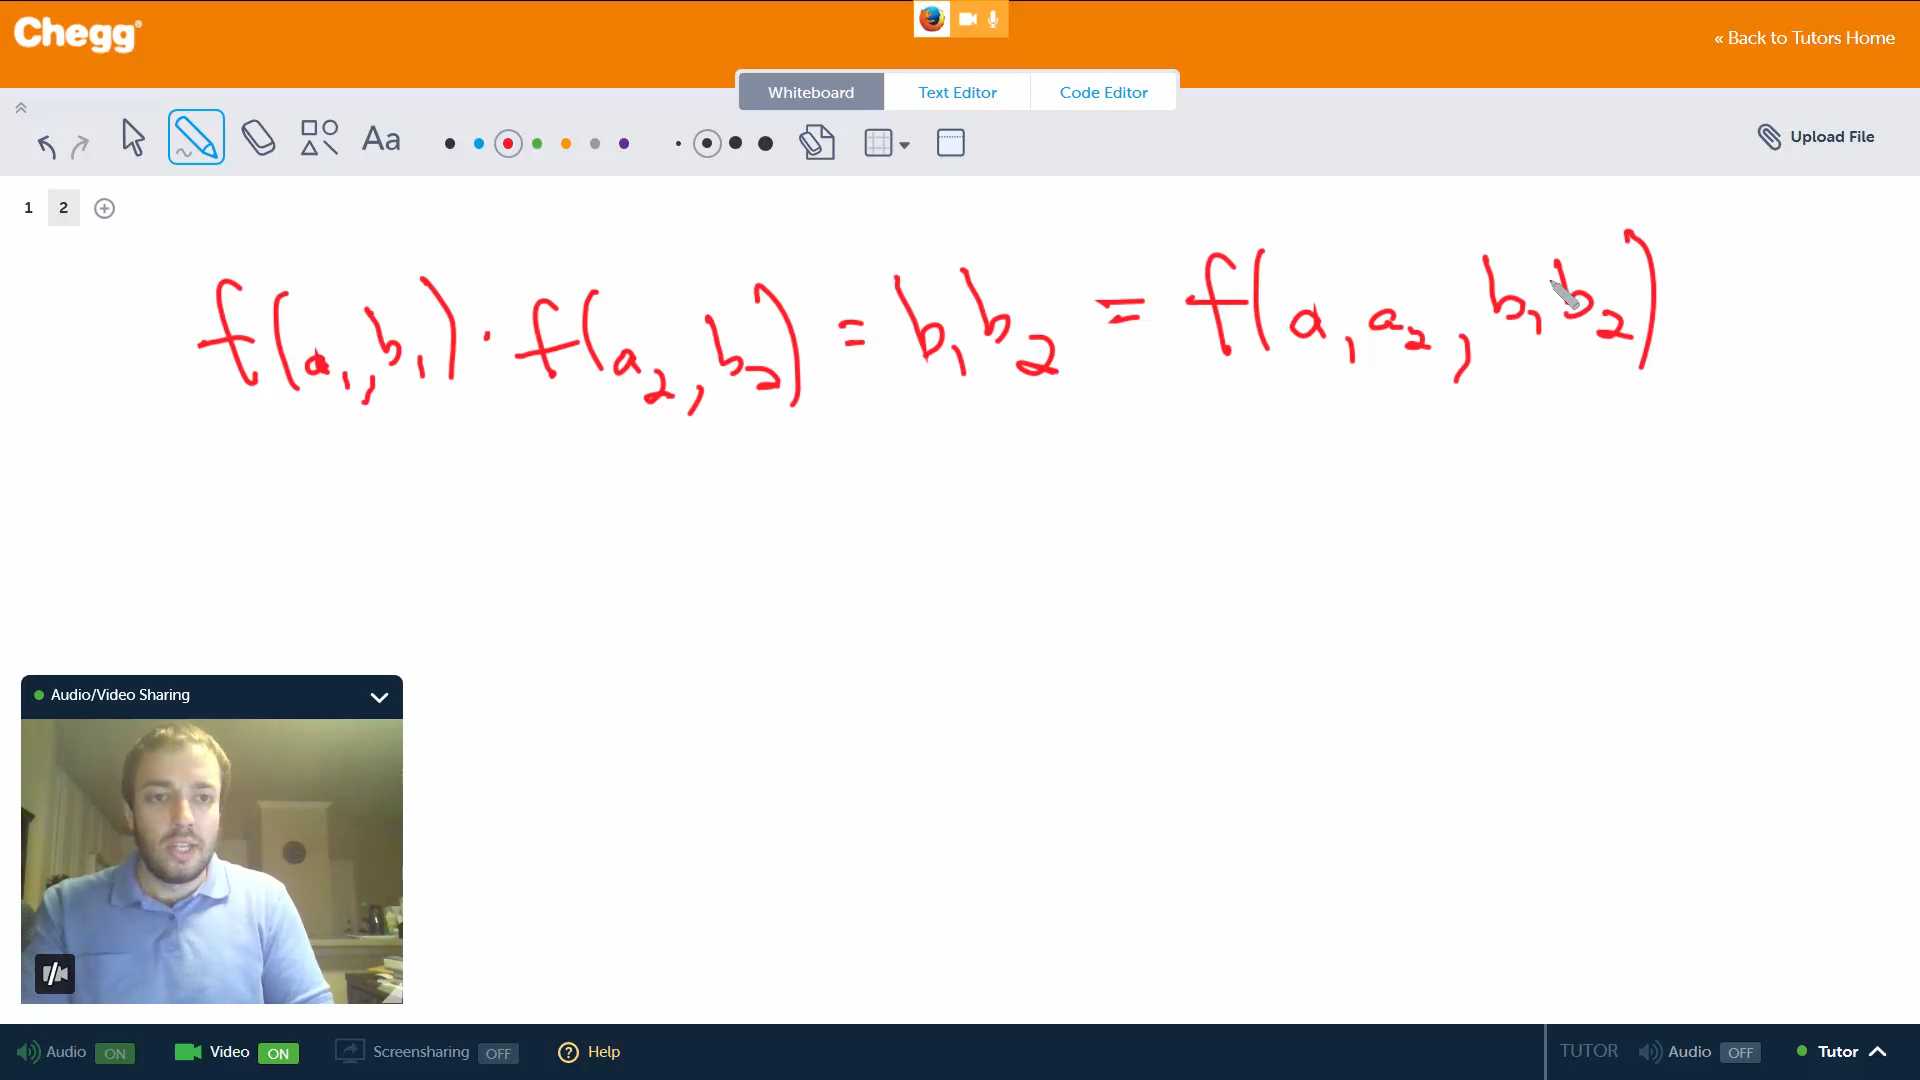 Chegg
« Back to Tutors Home
Whiteboard Text Editor Code Editor
Aa
Upload File
1 2
f(a₁,b₁) · f(a₂,b₂) = b₁b₂ = f(a₁a₂,b₁b₂)
Audio/Video Sharing
Audio ON Video ON Screensharing OFF ? Help TUTOR Audio OFF Tutor